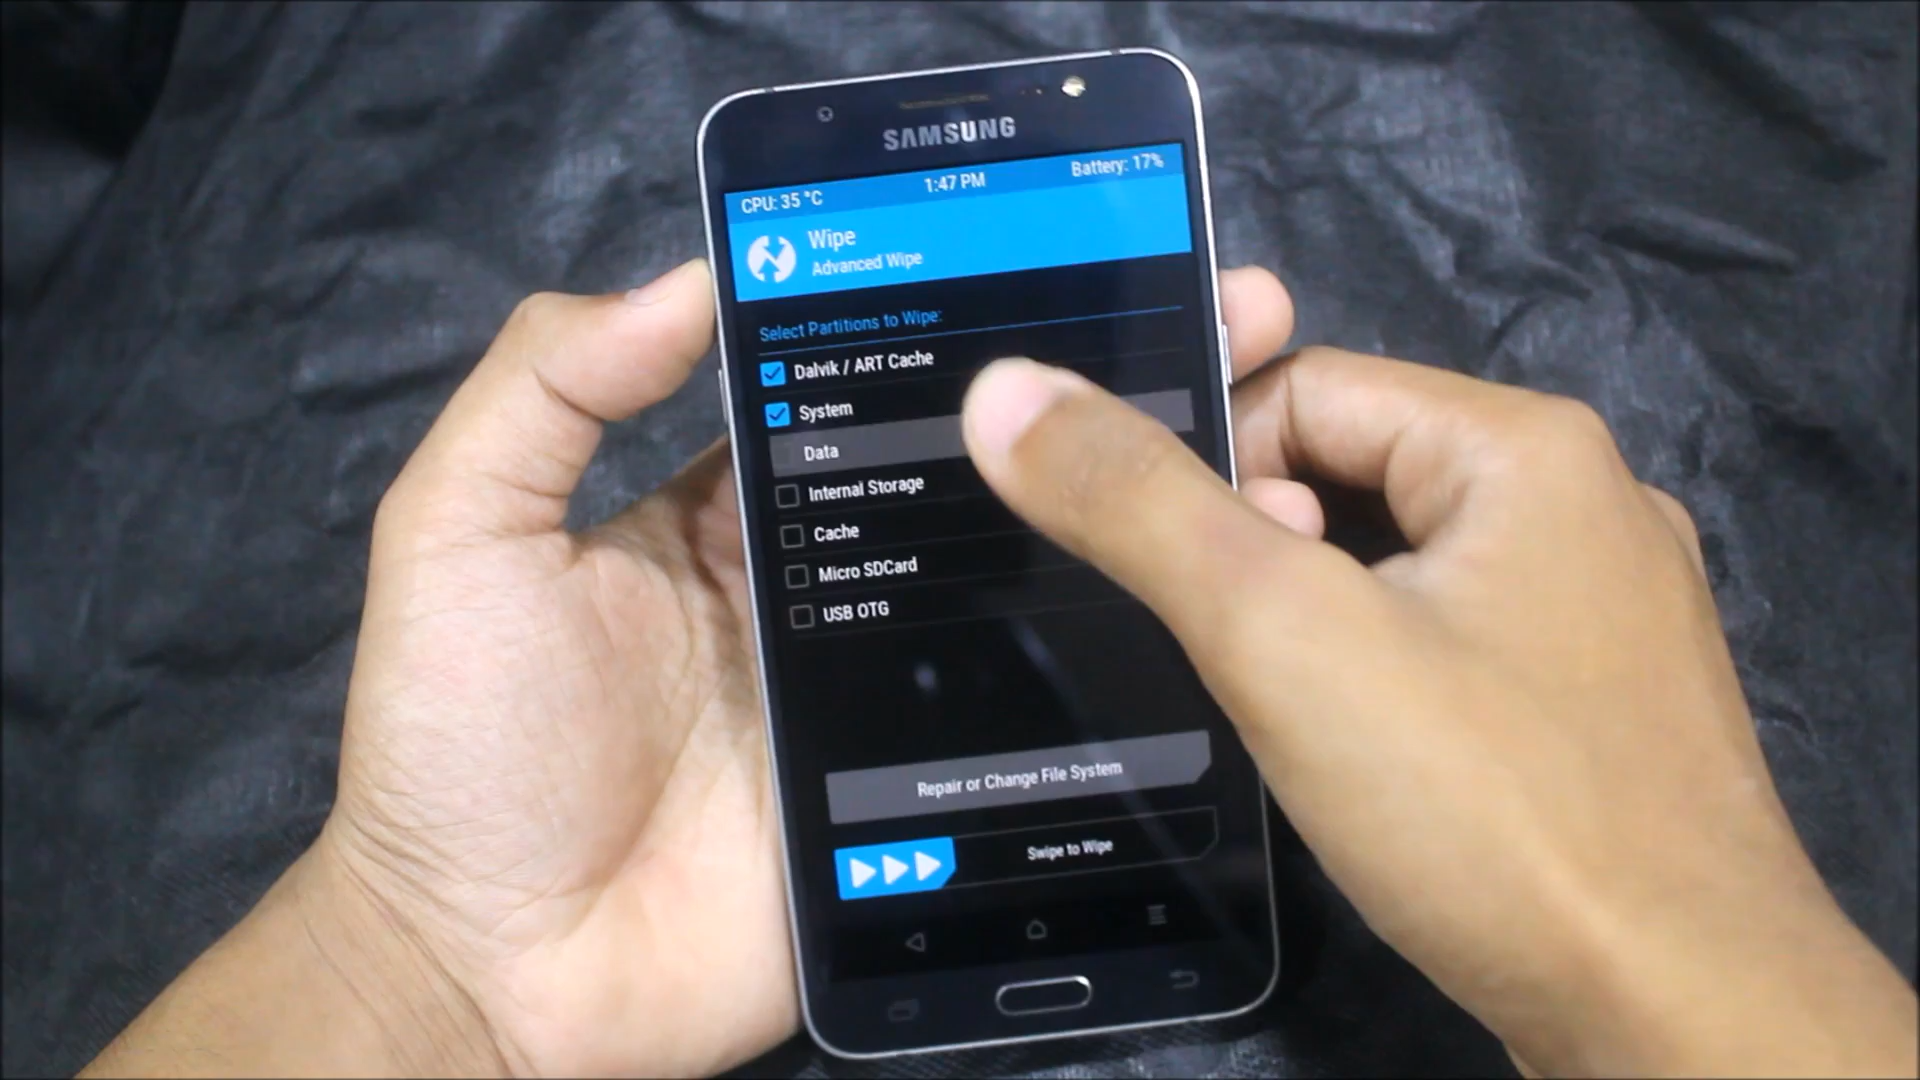 SAMSUNG
CPU: 35 °C 1:47 PM Battery: 17%
Wipe
Advanced Wipe
Select Partitions to Wipe:
Dalvik / ART Cache
System
Data
Internal Storage
Cache
Micro SDCard
USB OTG
Repair or Change File System
Swipe to Wipe